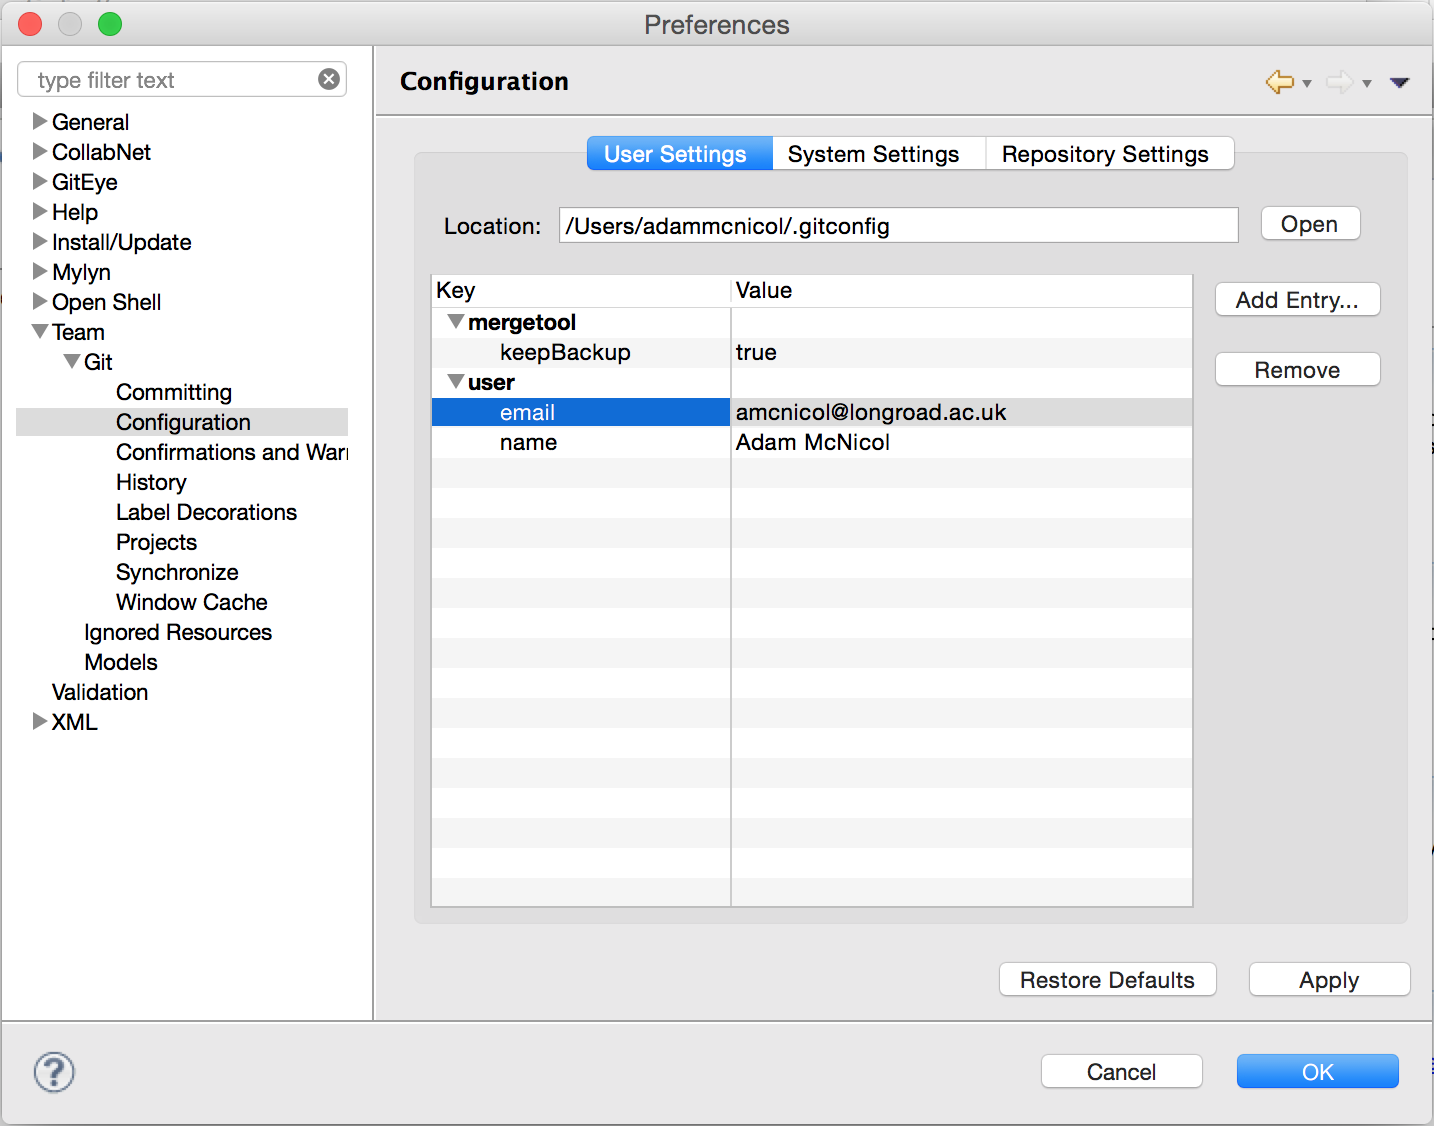 Preferences
type filter text
General
CollabNet
GitEye
Help
Install/Update
Mylyn
Open Shell
Team
Git
Committing
Configuration
Confirmations and Warn
History
Label Decorations
Projects
Synchronize
Window Cache
Ignored Resources
Models
Validation
XML
Configuration
User Settings System Settings Repository Settings
Location: /Users/adammcnicol/.gitconfig Open
Key Value
mergetool
keepBackup true
user
email amcnicol@longroad.ac.uk
name Adam McNicol
Add Entry...
Remove
Restore Defaults Apply
?
Cancel OK